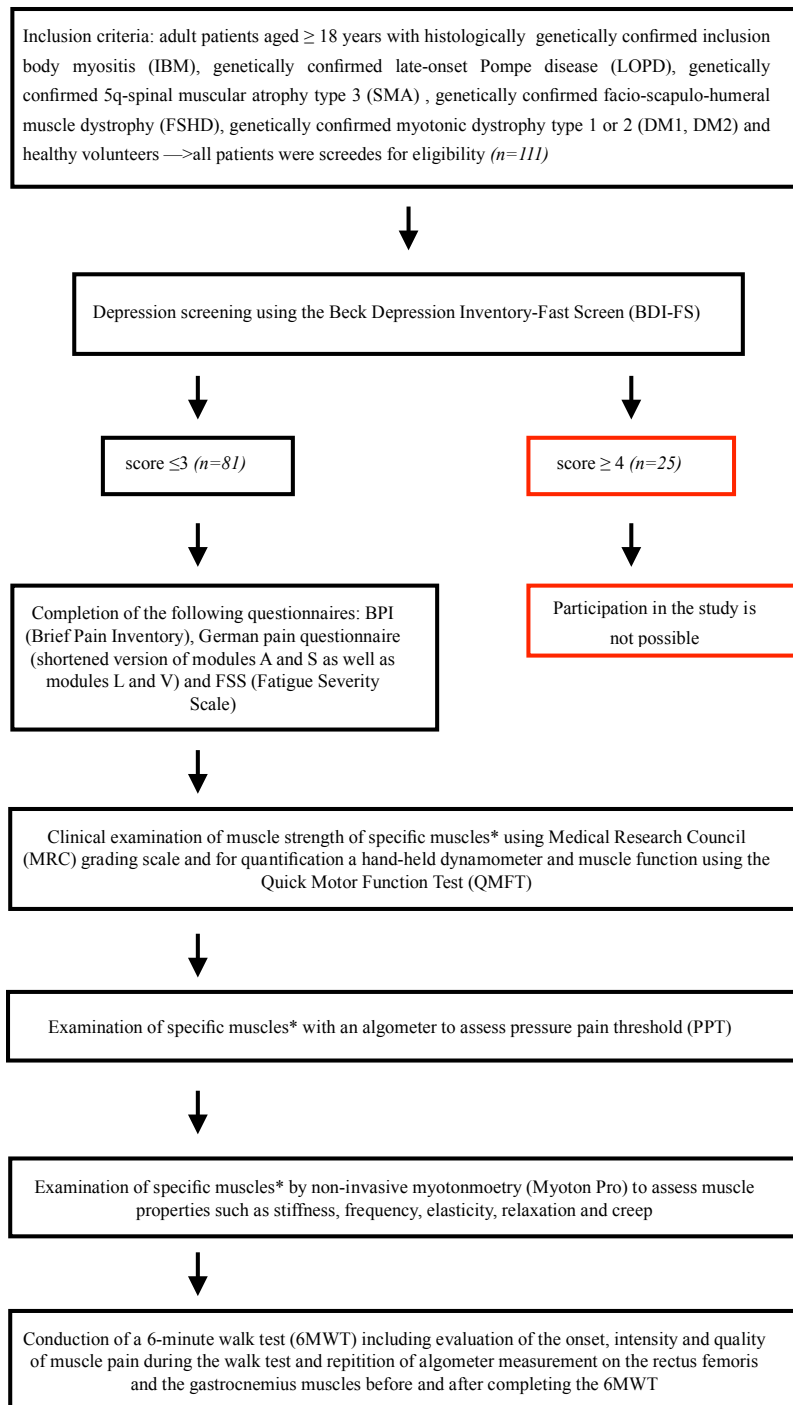 Inclusion criteria: adult patients aged ≥ 18 years with histologically genetically confirmed inclusion
body myositis (IBM), genetically confirmed late-onset Pompe disease (LOPD), genetically
confirmed 5q-spinal muscular atrophy type 3 (SMA) , genetically confirmed facio-scapulo-humeral
muscle dystrophy (FSHD), genetically confirmed myotonic dystrophy type 1 or 2 (DM1, DM2) and
healthy volunteers —>all patients were screedes for eligibility (n=111)
Depression screening using the Beck Depression Inventory-Fast Screen (BDI-FS)
score ≤3 (n=81)
score ≥ 4 (n=25)
Completion of the following questionnaires: BPI
(Brief Pain Inventory), German pain questionnaire
(shortened version of modules A and S as well as
modules L and V) and FSS (Fatigue Severity
Scale)
Participation in the study is
not possible
Clinical examination of muscle strength of specific muscles* using Medical Research Council
(MRC) grading scale and for quantification a hand-held dynamometer and muscle function using the
Quick Motor Function Test (QMFT)
Examination of specific muscles* with an algometer to assess pressure pain threshold (PPT)
Examination of specific muscles* by non-invasive myotonmoetry (Myoton Pro) to assess muscle
properties such as stiffness, frequency, elasticity, relaxation and creep
Conduction of a 6-minute walk test (6MWT) including evaluation of the onset, intensity and quality
of muscle pain during the walk test and repitition of algometer measurement on the rectus femoris
and the gastrocnemius muscles before and after completing the 6MWT